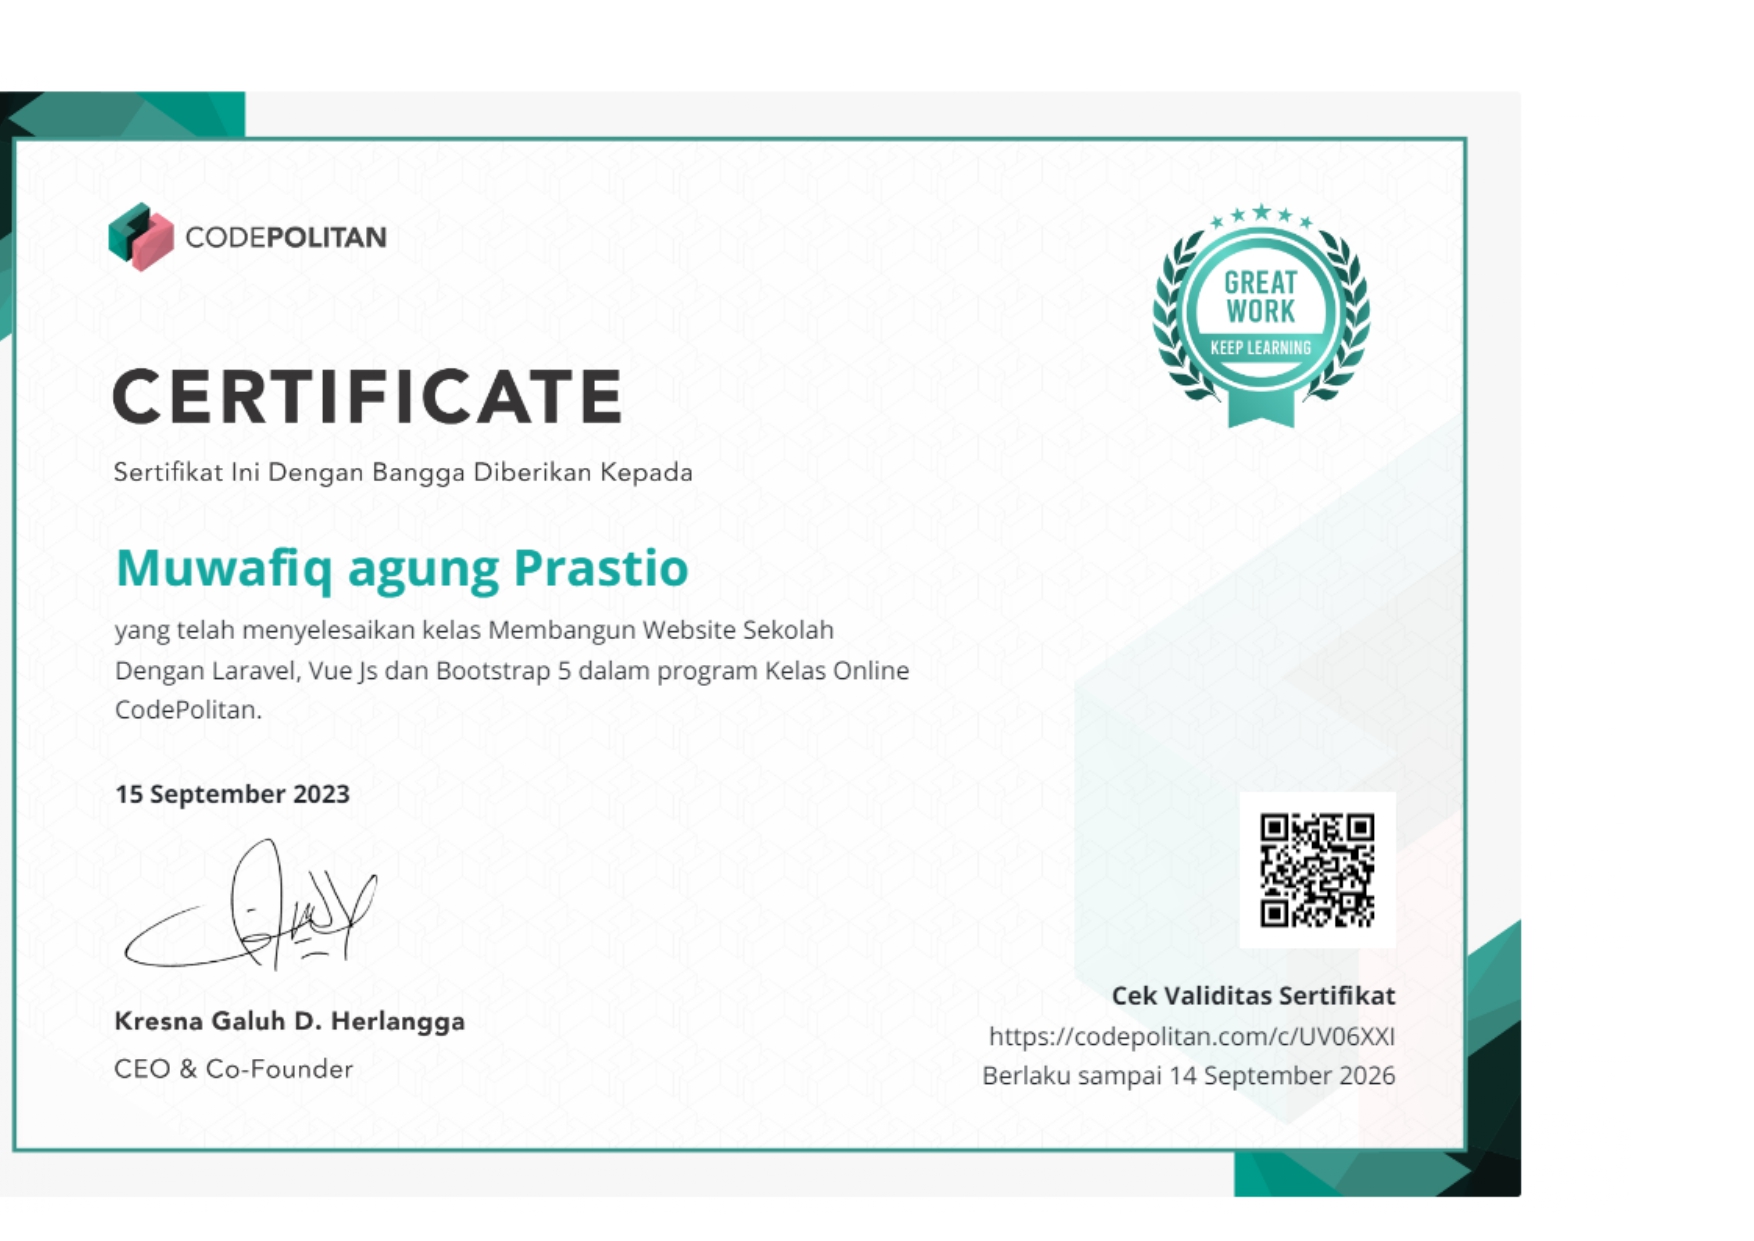 CODEPOLITAN
GREAT
WORK
KEEP LEARNING
CERTIFICATE
Sertifikat Ini Dengan Bangga Diberikan Kepada
Muwafiq agung Prastio
yang telah menyelesaikan kelas Membangun Website Sekolah
Dengan Laravel, Vue Js dan Bootstrap 5 dalam program Kelas Online
CodePolitan.
15 September 2023
Kresna Galuh D. Herlangga
CEO & Co-Founder
Cek Validitas Sertifikat
https://codepolitan.com/c/UV06XXI
Berlaku sampai 14 September 2026